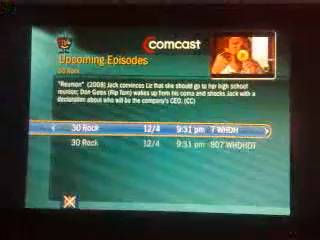 comcast
Upcoming Episodes
30 Rock
"Reunion" (2008) Jack convinces Liz that she should go to her high school
reunion; Don Geiss (Rip Torn) wakes up from his coma and shocks Jack with a
declaration about who will be the company's CEO. (CC)
30 Rock 12/4 9:31 pm 7 WHDH
30 Rock 12/4 9:31 pm 807 WHDHDT